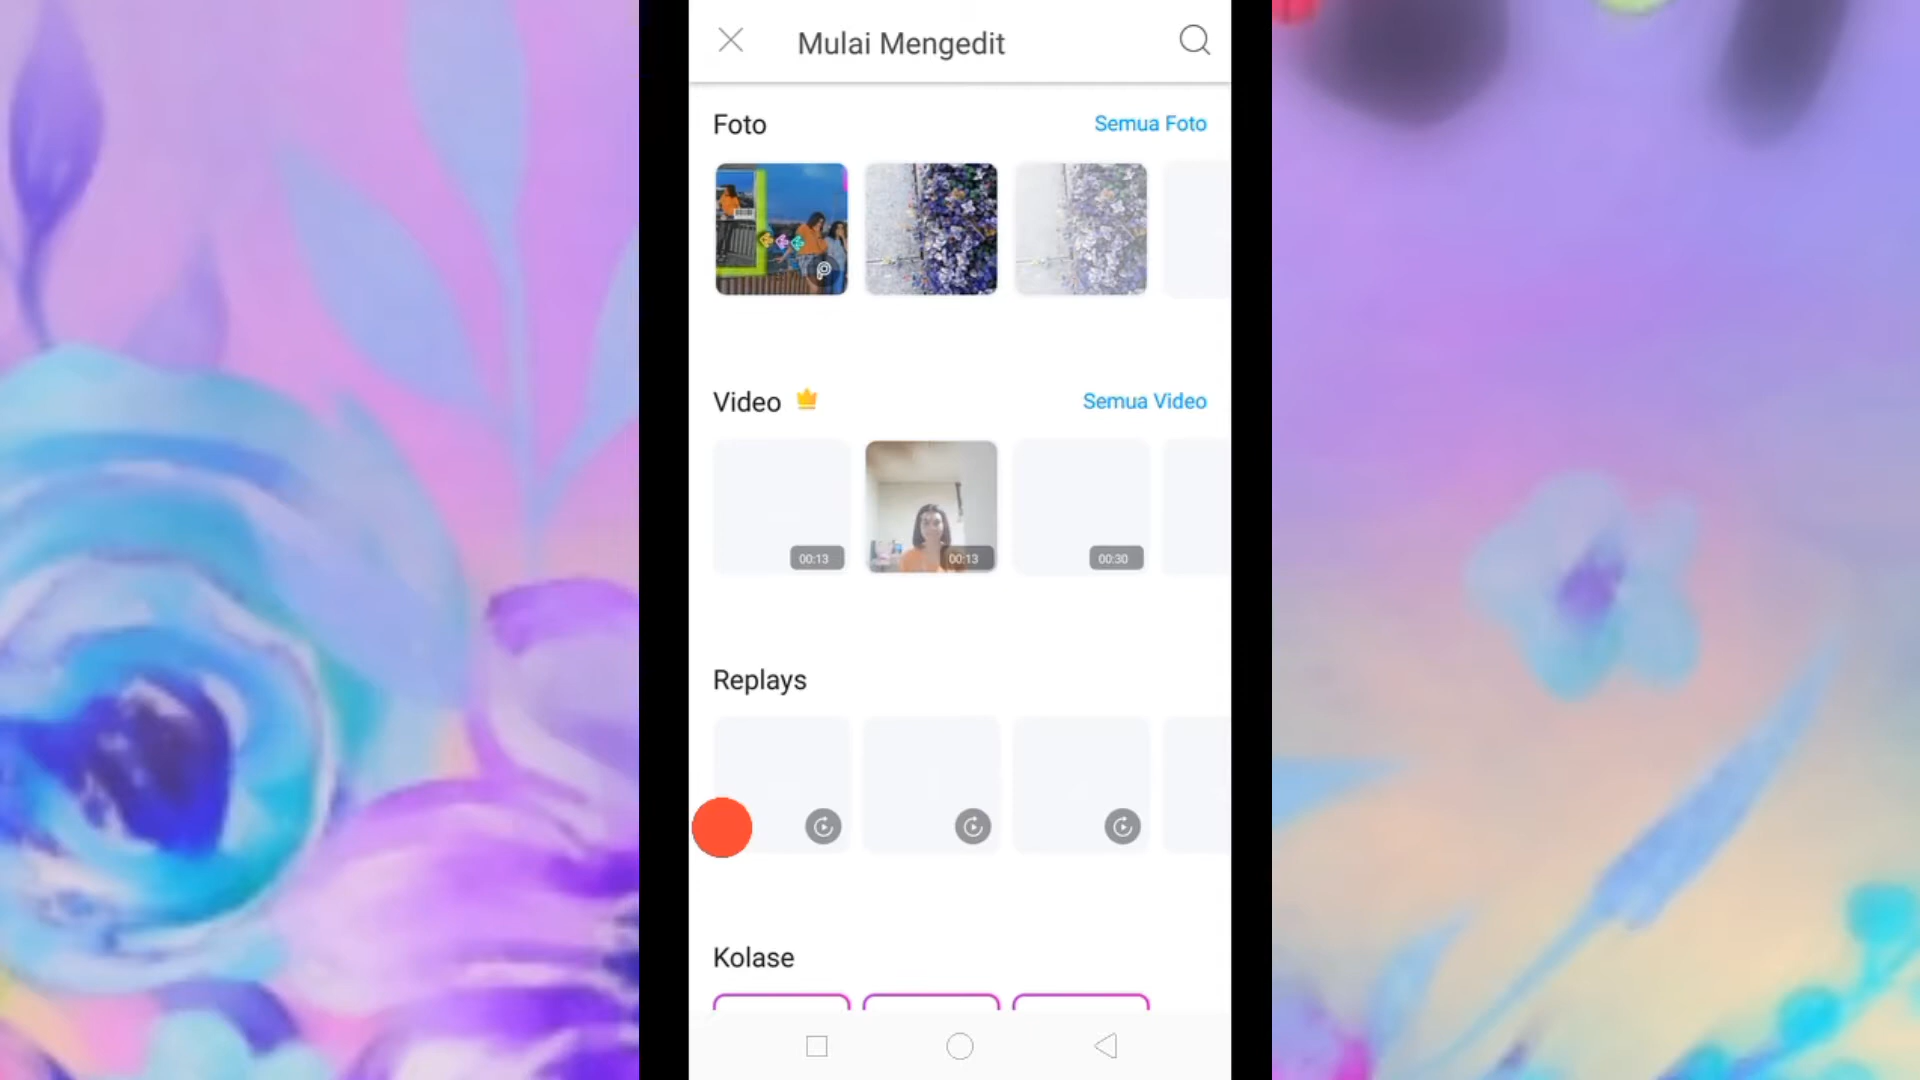 Mulai Mengedit
Foto
Semua Foto
Video
Semua Video
00:13
00:13
00:30
Replays
Kolase